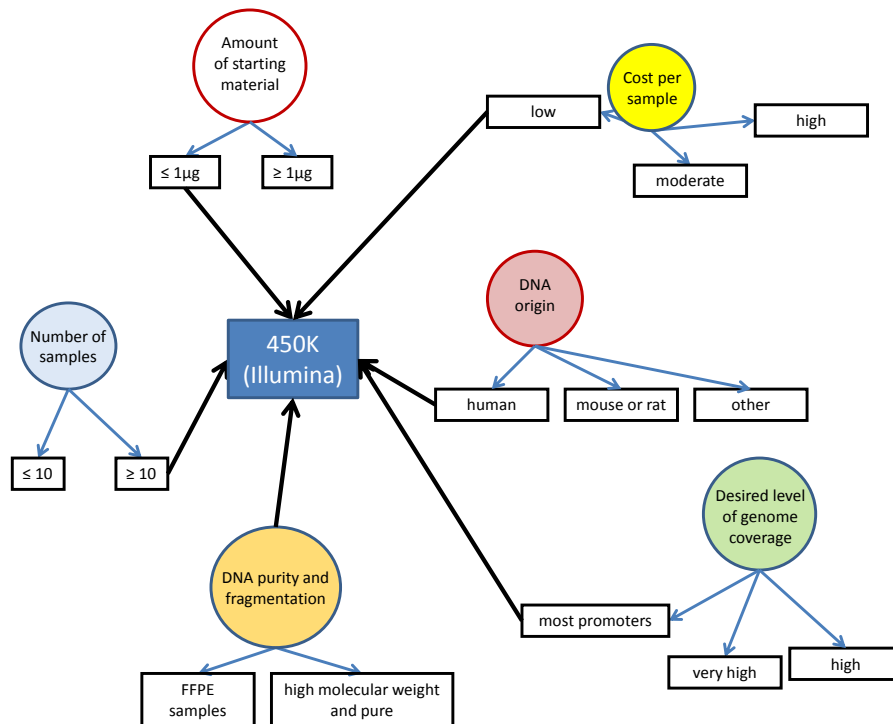 Amount
of starting
material
≤ 1µg
≥ 1µg
Cost per
sample
low
high
moderate
DNA
origin
human
mouse or rat
other
Number of
samples
≤ 10
≥ 10
450K
(Illumina)
Desired level
of genome
coverage
most promoters
very high
high
DNA purity and
fragmentation
FFPE
samples
high molecular weight
and pure